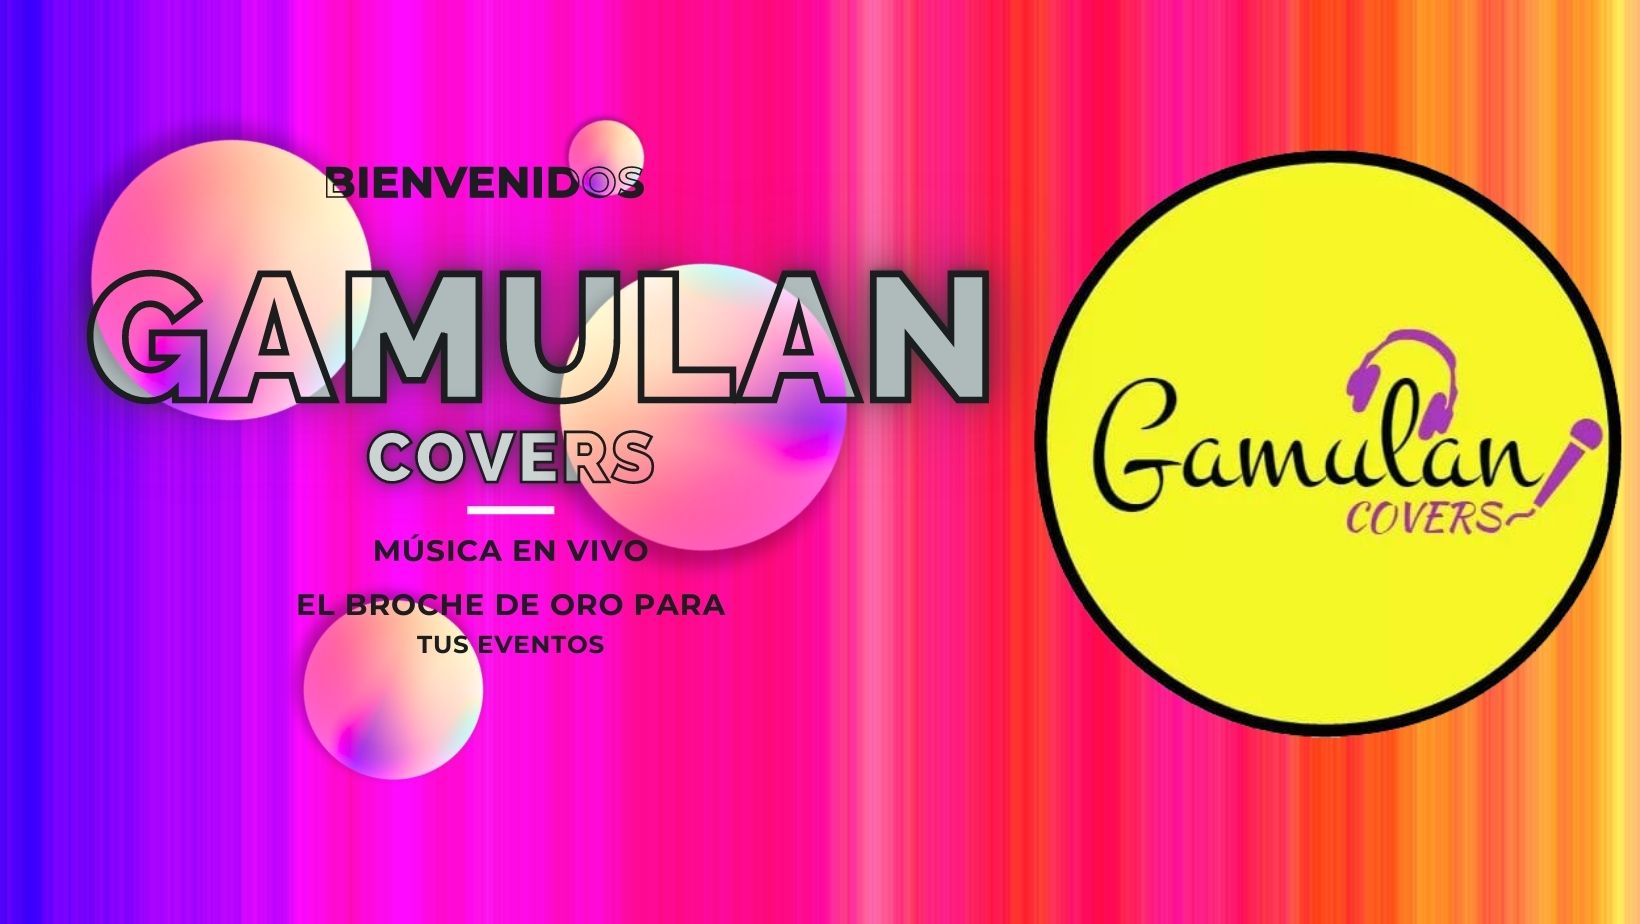 BIENVENIDOS
GAMULAN
COVERS
MÚSICA EN VIVO
EL BROCHE DE ORO PARA
TUS EVENTOS
Gamulan
COVERS